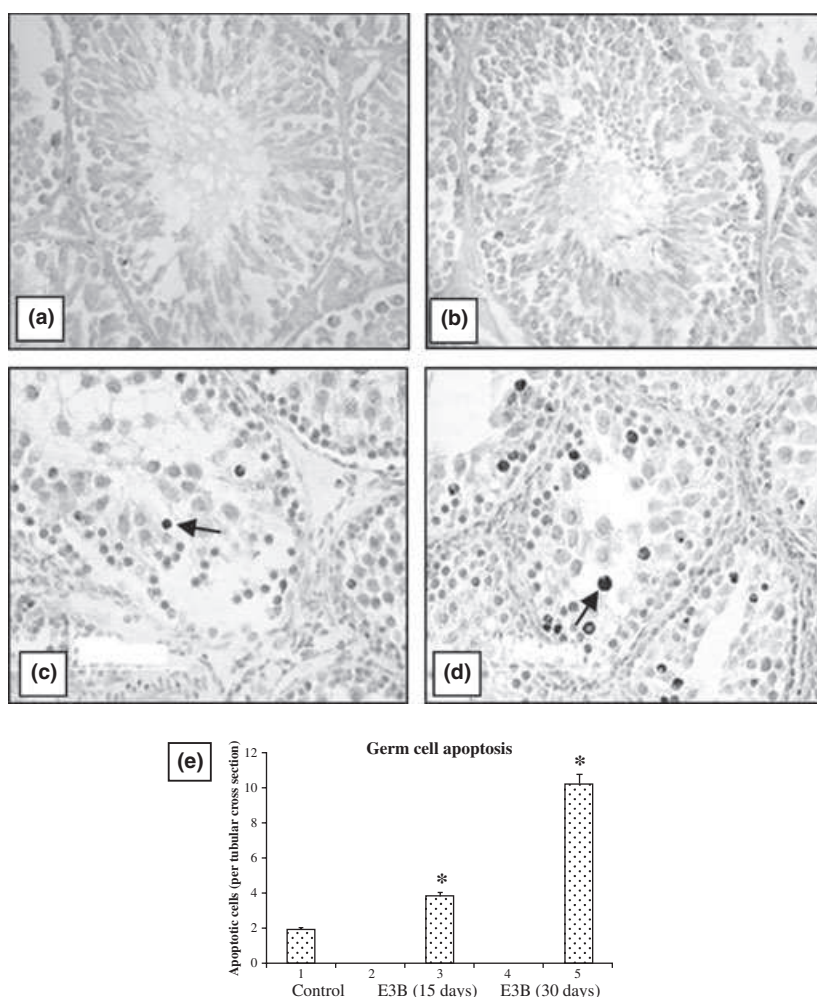 (a)
(b)
(c)
(d)
(e)
Germ cell apoptosis
Apoptotic cells (per tubular cross section)
12
10
8
6
4
2
0
*
*
1 2 3 4 5
Control E3B (15 days) E3B (30 days)